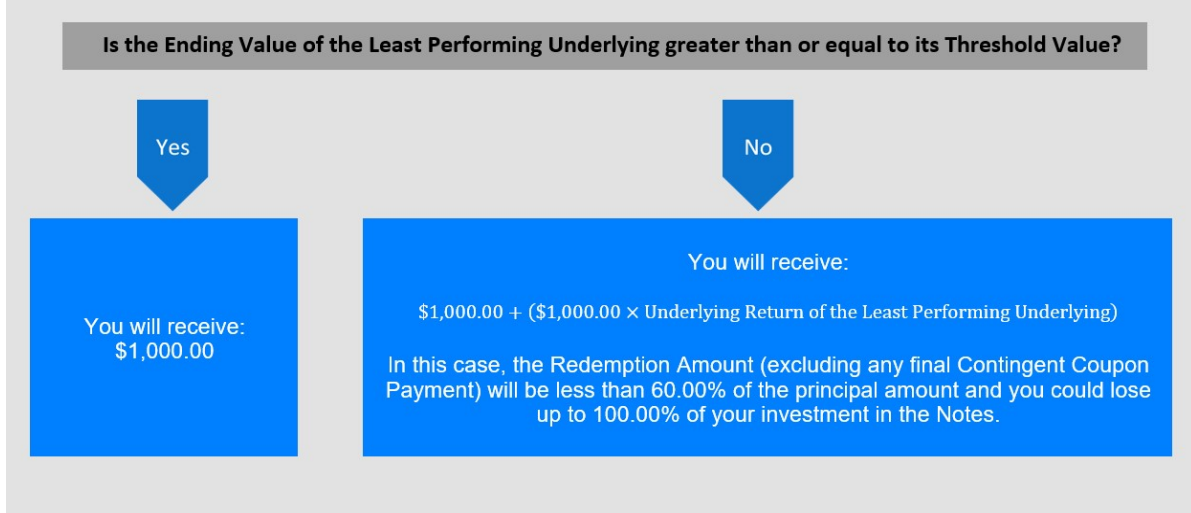 Is the Ending Value of the Least Performing Underlying greater than or equal to its Threshold Value?
Yes
No
You will receive:
$1,000.00
You will receive:
$1,000.00 + ($1,000.00 × Underlying Return of the Least Performing Underlying)
In this case, the Redemption Amount (excluding any final Contingent Coupon
Payment) will be less than 60.00% of the principal amount and you could lose
up to 100.00% of your investment in the Notes.